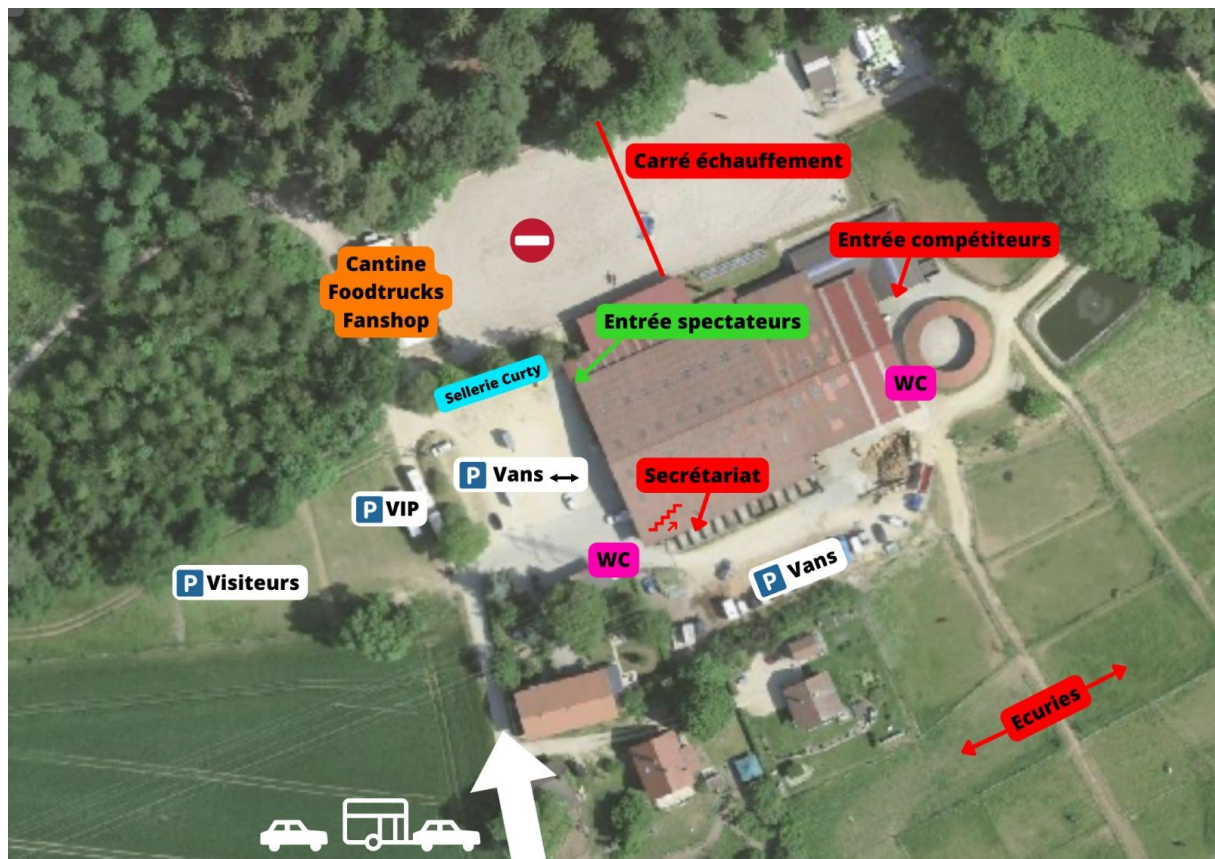 Carré échauffement
Entrée compétiteurs
Cantine
Foodtrucks
Fanshop
Entrée spectateurs
Sellerie Curty
WC
P Vans
Secrétariat
P VIP
WC
P Vans
P Visiteurs
Ecuries